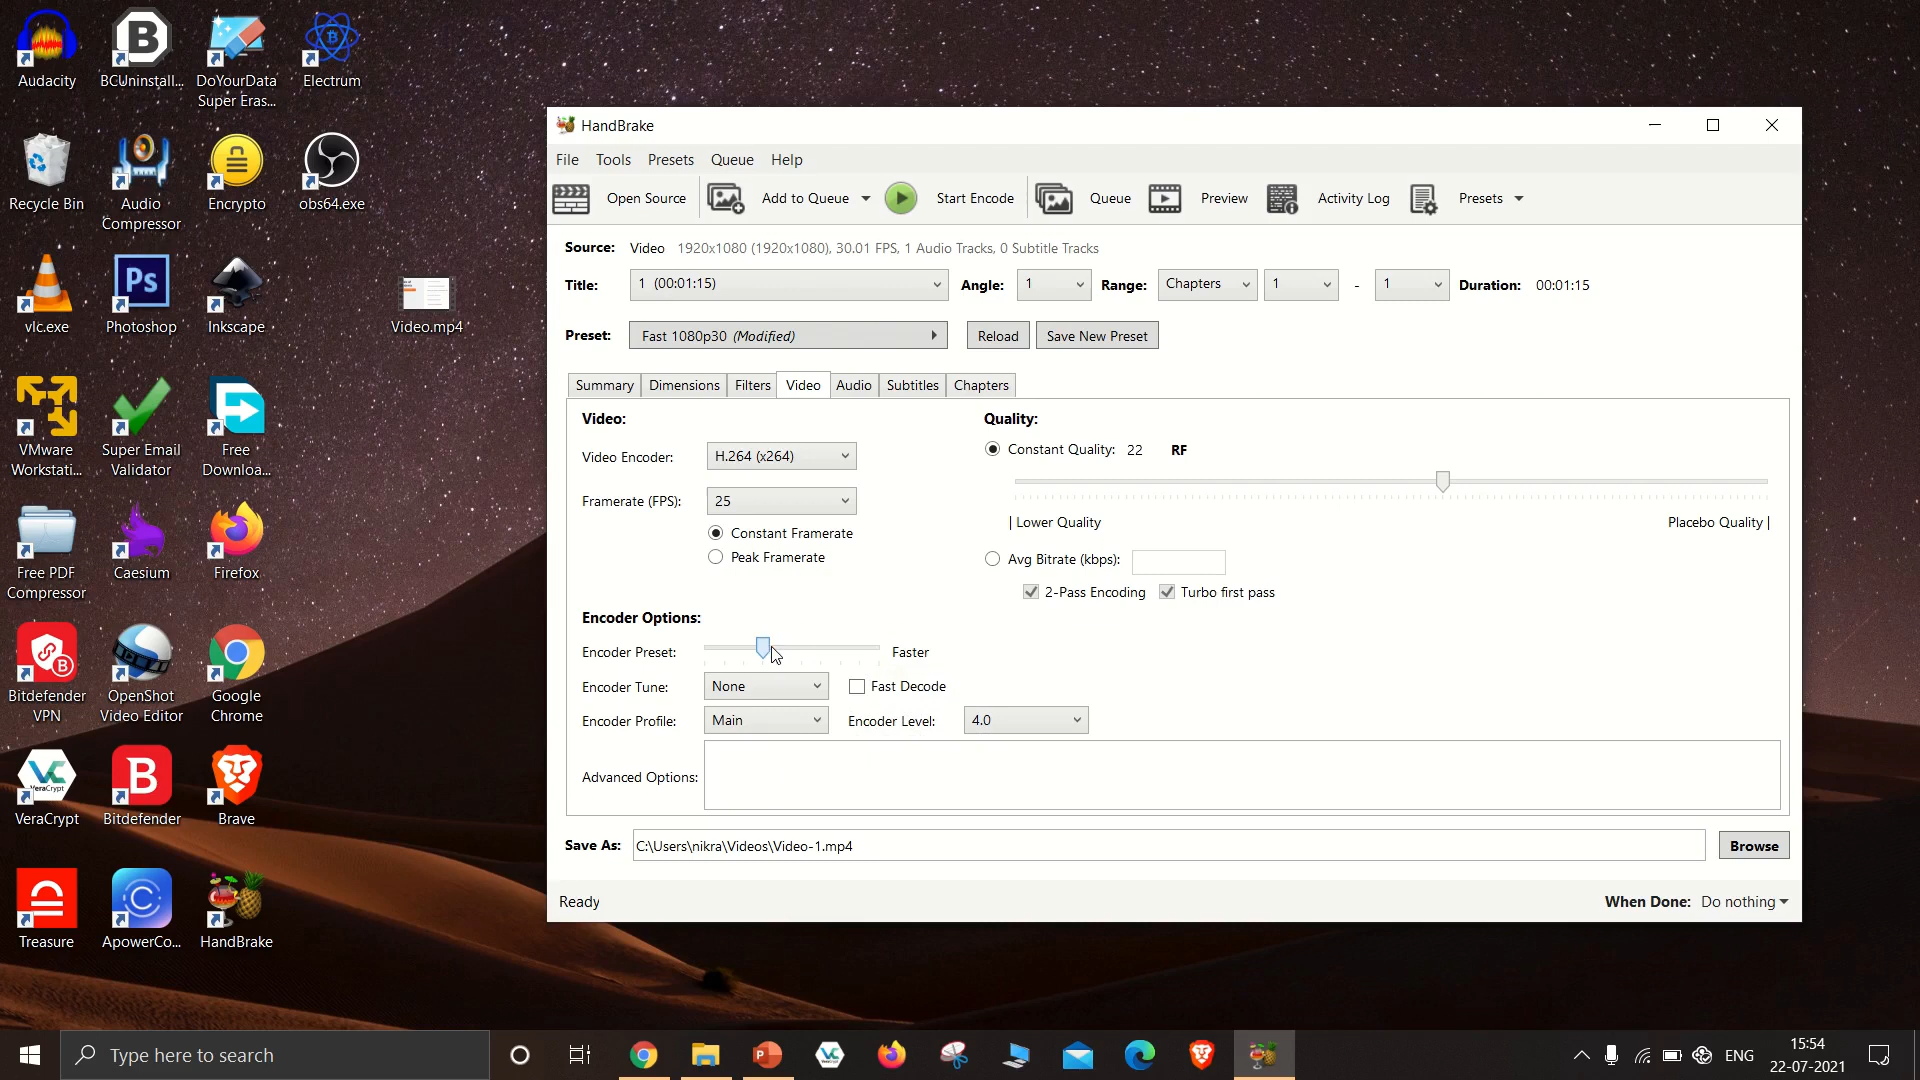 Audacity
BCUninstall...
DoYourData
Super Eras...
Electrum
Recycle Bin
Audio
Compressor
Encrypto
obs64.exe
vlc.exe
Ps
Photoshop
Inkscape
Video.mp4
VMware
Workstati...
Super Email
Validator
Free
Downloa...
Free PDF
Compressor
Caesium
Firefox
Bitdefender
VPN
OpenShot
Video Editor
Google
Chrome
VeraCrypt
VeraCrypt
B
Bitdefender
Brave
Treasure
ApowerCo...
HandBrake
HandBrake
File Tools Presets Queue Help
Open Source Add to Queue Start Encode Queue Preview Activity Log Presets
Source: Video 1920x1080 (1920x1080), 30.01 FPS, 1 Audio Tracks, 0 Subtitle Tracks
Title: 1 (00:01:15) Angle: 1 Range: Chapters 1 - 1 Duration: 00:01:15
Preset: Fast 1080p30 (Modified) Reload Save New Preset
Summary Dimensions Filters Video Audio Subtitles Chapters
Video:
Video Encoder: H.264 (x264)
Framerate (FPS): 25
Constant Framerate
Peak Framerate
Quality:
Constant Quality: 22 RF
| Lower Quality Placebo Quality |
Avg Bitrate (kbps):
2-Pass Encoding Turbo first pass
Encoder Options:
Encoder Preset: Faster
Encoder Tune: None Fast Decode
Encoder Profile: Main Encoder Level: 4.0
Advanced Options:
Save As: C:\Users\nikra\Videos\Video-1.mp4 Browse
Ready When Done: Do nothing
Type here to search
ENG
15:54
22-07-2021